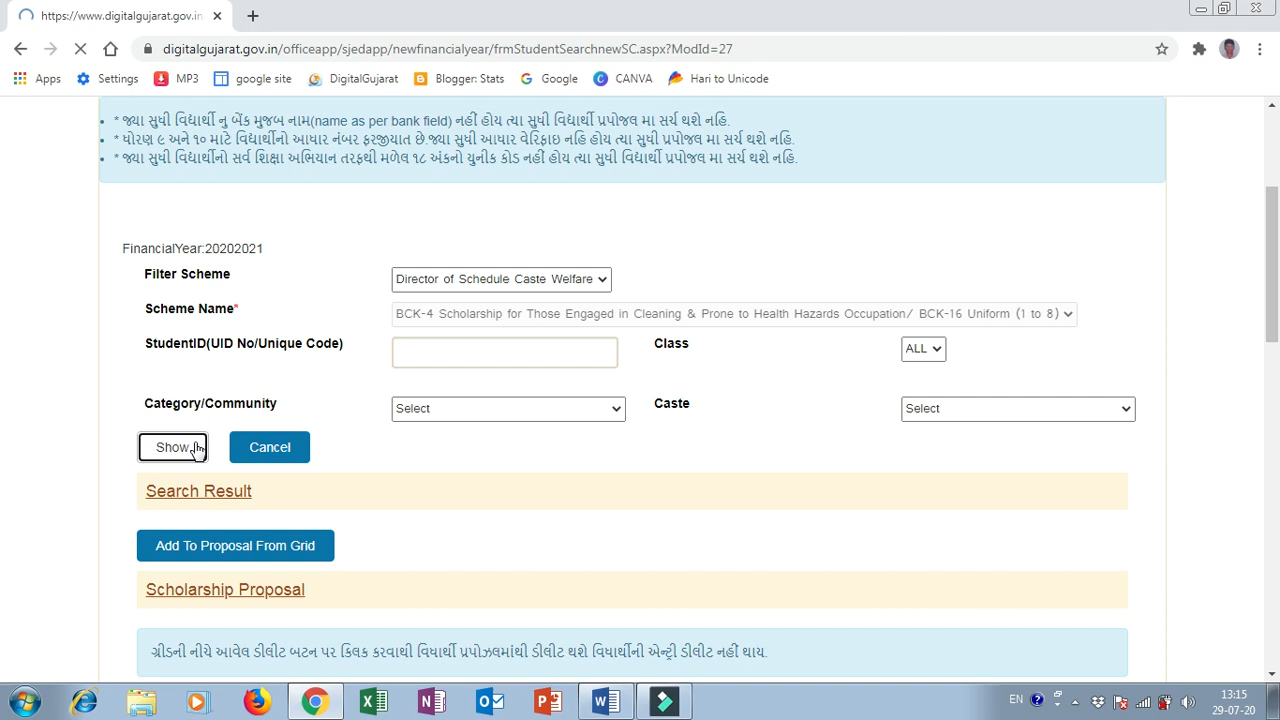 https://www.digitalgujarat.gov.in
digitalgujarat.gov.in/officeapp/sjedapp/newfinancialyear/frmStudentSearchnewSC.aspx?ModId=27
Apps Settings MP3 google site DigitalGujarat Blogger: Stats Google CANVA Hari to Unicode
* જ્યા સુધી વિદ્યાર્થી નુ બેંક મુજબ નામ(name as per bank field) નહીં હોય ત્યા સુધી વિદ્યાર્થી પ્રપોજલ મા સર્ચ થશે નહિ.
* ધોરણ ૯ અને ૧૦ માટે વિદ્યાર્થીનો આધાર નંબર ફરજીયાત છે.જ્યા સુધી આધાર વેરિફાઇ નહિ હોય ત્યા સુધી પ્રપોજલ મા સર્ચ થશે નહિ.
* જ્યા સુધી વિદ્યાર્થીનો સર્વ શિક્ષા અભિયાન તરફથી મળેલ ૧૮ અંકનો યુનીક કોડ નહીં હોય ત્યા સુધી વિદ્યાર્થી પ્રપોજલ મા સર્ચ થશે નહિ.
FinancialYear:20202021
Filter Scheme Director of Schedule Caste Welfare
Scheme Name* BCK-4 Scholarship for Those Engaged in Cleaning & Prone to Health Hazards Occupation/ BCK-16 Uniform (1 to 8)
StudentID(UID No/Unique Code) Class ALL
Category/Community Select Caste Select
Show Cancel
Search Result
Add To Proposal From Grid
Scholarship Proposal
ગ્રીડની નીચે આવેલ ડીલીટ બટન પર ક્લિક કરવાથી વિધાર્થી પ્રપોઝલમાંથી ડીલીટ થશે વિધાર્થીની એન્ટ્રી ડીલીટ નહીં થાય.
EN 13:15
29-07-20